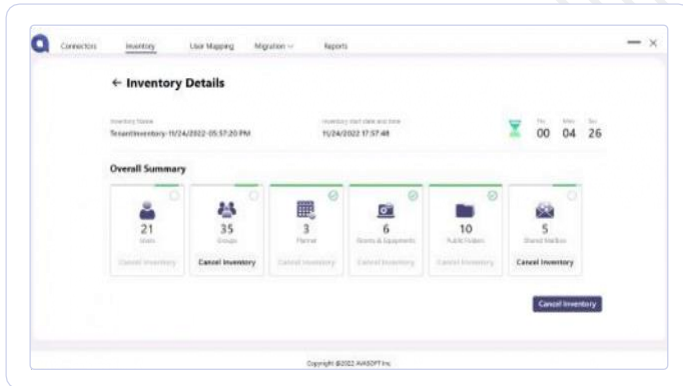 Connectors Inventory User Mapping Migration Reports
← Inventory Details
Inventory Name Inventory start date and time Hrs Mins Sec
TenantInventory-11/24/2022-05:57:20 PM 11/24/2022 17:57:48 00 04 26
Overall Summary
21 35 3 6 10 5
Users Groups Planner Rooms & Equipments Public Folders Shared Mailbox
Cancel Inventory Cancel Inventory Cancel Inventory Cancel Inventory Cancel Inventory Cancel Inventory
Cancel Inventory
Copyright ©2022 AVASOFT Inc